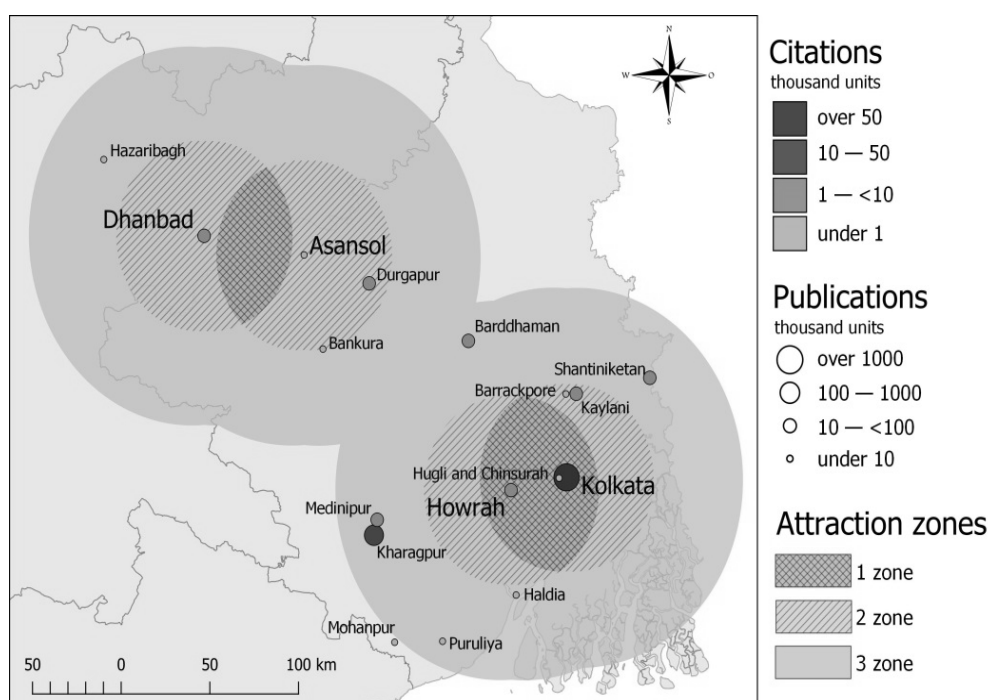 N
W
O
S
Hazaribagh
Dhanbad
Asansol
Durgapur
Bankura
Barddhaman
Shantiniketan
Barrackpore
Kaylani
Hugli and Chinsurah
Kolkata
Howrah
Medinipur
Kharagpur
Haldia
Mohanpur
Puruliya
50 0 50 100 km
Citations
thousand units
over 50
10 — 50
1 — <10
under 1
Publications
thousand units
over 1000
100 — 1000
10 — <100
under 10
Attraction zones
1 zone
2 zone
3 zone